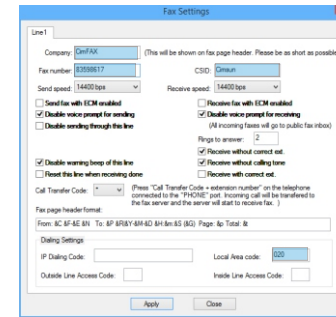 Fax Settings
Line1
Company: CimFAX (This will be shown on fax page header. Please be as short as possible
Fax number: 83598617 CSID: Cimsun
Send speed: 14400 bps Receive speed: 14400 bps
Send fax with ECM enabled Receive fax with ECM enabled
Disable voice prompt for sending Disable voice prompt for receiving
Disable sending through this line (All incoming faxes will go to public fax inbox)
Rings to answer: 2
Receive without correct ext.
Disable warning beep of this line Receive without calling tone
Reset this line when receiving done Receive with correct ext.
Call Transfer Code: * (Press "Call Transfer Code + extension number" on the telephone
connected to the "PHONE" port. Incoming call will be transfered to
the fax server and the server will start to receive fax. )
Fax page header format:
From: &C &F-&E &N To: &P &R&Y-&M-&D &H:&m:&S (&G) Page: &p Total: &t
Dialing Settings
IP Dialing Code: Local Area code: 020
Outside Line Access Code: Inside Line Access Code:
Apply Close